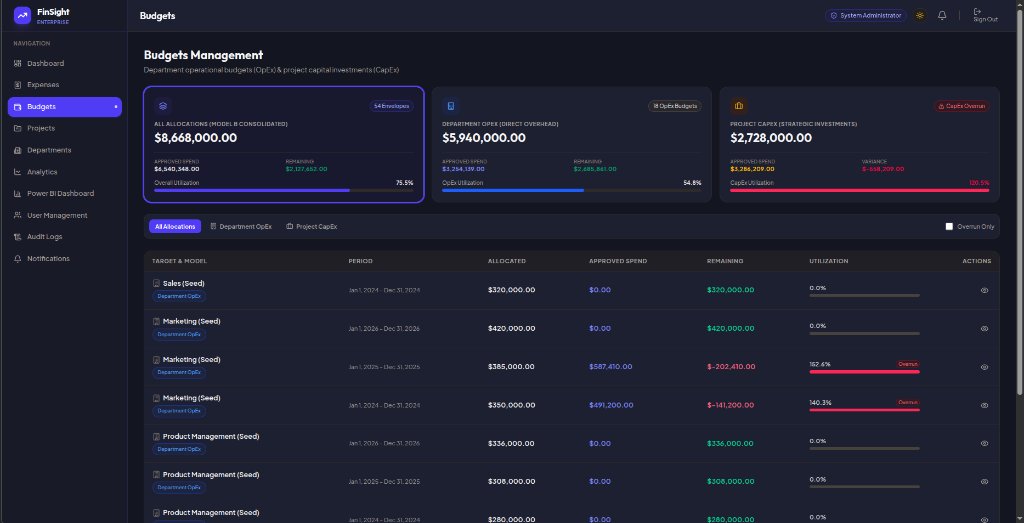 FinSight
ENTERPRISE
Budgets
System Administrator
Sign Out
NAVIGATION
Dashboard
Expenses
Budgets
Projects
Departments
Analytics
Power BI Dashboard
User Management
Audit Logs
Notifications
Budgets Management
Department operational budgets (OpEx) & project capital investments (CapEx)
54 Envelopes
ALL ALLOCATIONS (MODEL B CONSOLIDATED)
$8,668,000.00
APPROVED SPEND REMAINING
$6,540,348.00 $2,127,652.00
Overall Utilization 75.5%
18 OpEx Budgets
DEPARTMENT OPEX (DIRECT OVERHEAD)
$5,940,000.00
APPROVED SPEND REMAINING
$3,254,139.00 $2,685,861.00
OpEx Utilization 54.8%
CapEx Overrun
PROJECT CAPEX (STRATEGIC INVESTMENTS)
$2,728,000.00
APPROVED SPEND VARIANCE
$3,286,209.00 $-558,209.00
CapEx Utilization 120.5%
All Allocations Department OpEx Project CapEx Overrun Only
TARGET & MODEL PERIOD ALLOCATED APPROVED SPEND REMAINING UTILIZATION ACTIONS
Sales (Seed)
Department OpEx
Jan 1, 2024 - Dec 31, 2024 $320,000.00 $0.00 $320,000.00 0.0%
Marketing (Seed)
Department OpEx
Jan 1, 2026 - Dec 31, 2026 $420,000.00 $0.00 $420,000.00 0.0%
Marketing (Seed)
Department OpEx
Jan 1, 2025 - Dec 31, 2025 $385,000.00 $587,410.00 $-202,410.00 152.6% Overrun
Marketing (Seed)
Department OpEx
Jan 1, 2024 - Dec 31, 2024 $350,000.00 $491,200.00 $-141,200.00 140.3% Overrun
Product Management (Seed)
Department OpEx
Jan 1, 2026 - Dec 31, 2026 $336,000.00 $0.00 $336,000.00 0.0%
Product Management (Seed)
Department OpEx
Jan 1, 2025 - Dec 31, 2025 $308,000.00 $0.00 $308,000.00 0.0%
Product Management (Seed)
Jan 1, 2024 - Dec 31, 2024 $280,000.00 $0.00 $280,000.00 0.0%